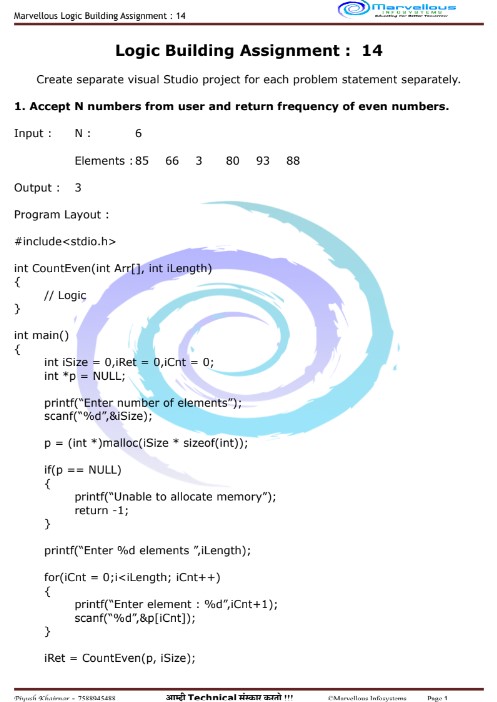 Marvellous Logic Building Assignment : 14
Marvellous
INFOSYSTEMS
Educating for Better Tomorrow
Logic Building Assignment : 14
Create separate visual Studio project for each problem statement separately.
1. Accept N numbers from user and return frequency of even numbers.
Input : N : 6
Elements : 85 66 3 80 93 88
Output : 3
Program Layout :
#include<stdio.h>
int CountEven(int Arr[], int iLength)
{
// Logic
}
int main()
{
int iSize = 0,iRet = 0,iCnt = 0;
int *p = NULL;
printf(“Enter number of elements”);
scanf(“%d”,&iSize);
p = (int *)malloc(iSize * sizeof(int));
if(p == NULL)
{
printf(“Unable to allocate memory”);
return -1;
}
printf(“Enter %d elements ”,iLength);
for(iCnt = 0;i<iLength; iCnt++)
{
printf(“Enter element : %d”,iCnt+1);
scanf(“%d”,&p[iCnt]);
}
iRet = CountEven(p, iSize);
Piyush Khairnar - 7588945488 आम्ही Technical संस्कार करतो !!! ©Marvellous Infosystems Page 1